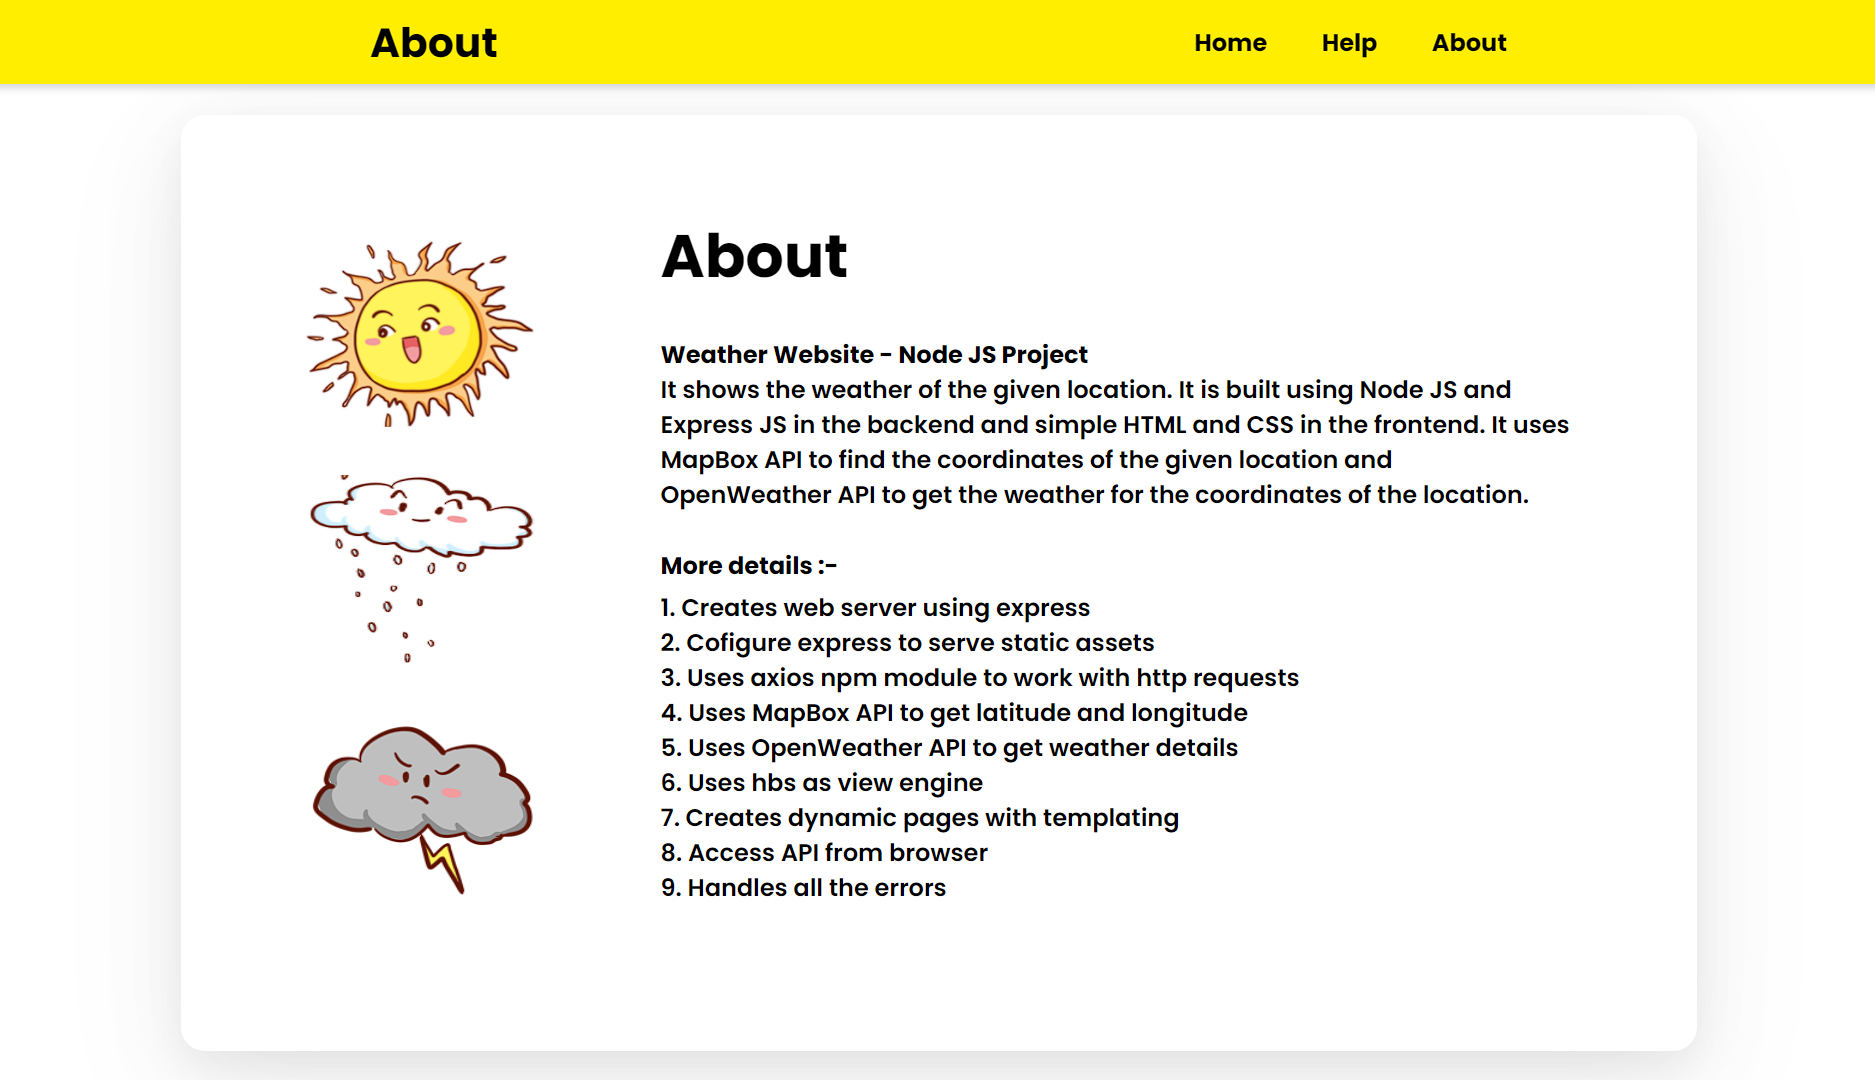 About
Home Help About
About
Weather Website - Node JS Project
It shows the weather of the given location. It is built using Node JS and
Express JS in the backend and simple HTML and CSS in the frontend. It uses
MapBox API to find the coordinates of the given location and
OpenWeather API to get the weather for the coordinates of the location.
More details :-
1. Creates web server using express
2. Cofigure express to serve static assets
3. Uses axios npm module to work with http requests
4. Uses MapBox API to get latitude and longitude
5. Uses OpenWeather API to get weather details
6. Uses hbs as view engine
7. Creates dynamic pages with templating
8. Access API from browser
9. Handles all the errors